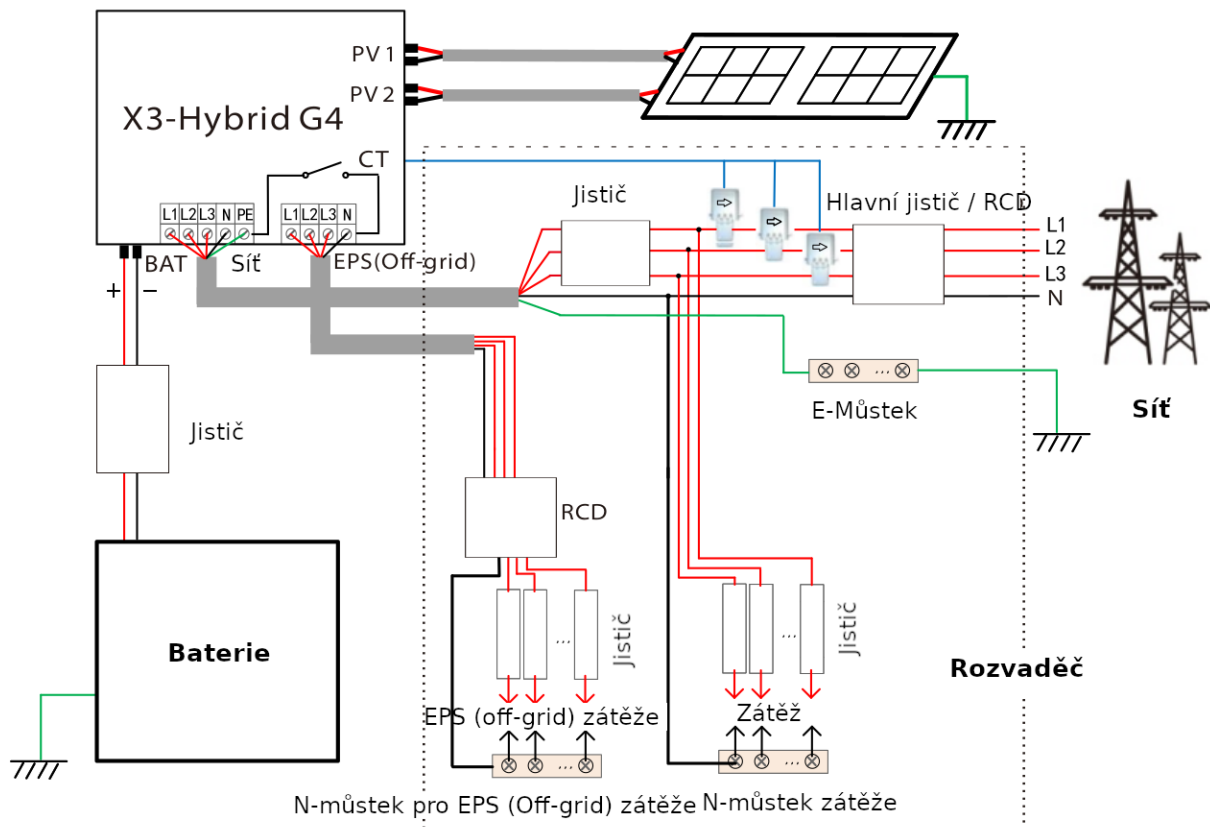 PV 1
PV 2
X3-Hybrid G4
CT
L1 L2 L3 N PE
L1 L2 L3 N
BAT
Síť
EPS(Off-grid)
+ −
Jistič
Hlavní jistič / RCD
L1
L2
L3
N
...
E-Můstek
Síť
Jistič
RCD
Baterie
...
Jistič
...
Jistič
Rozvaděč
EPS (off-grid) zátěže
Zátěž
...
...
N-můstek pro EPS (Off-grid) zátěže
N-můstek zátěže